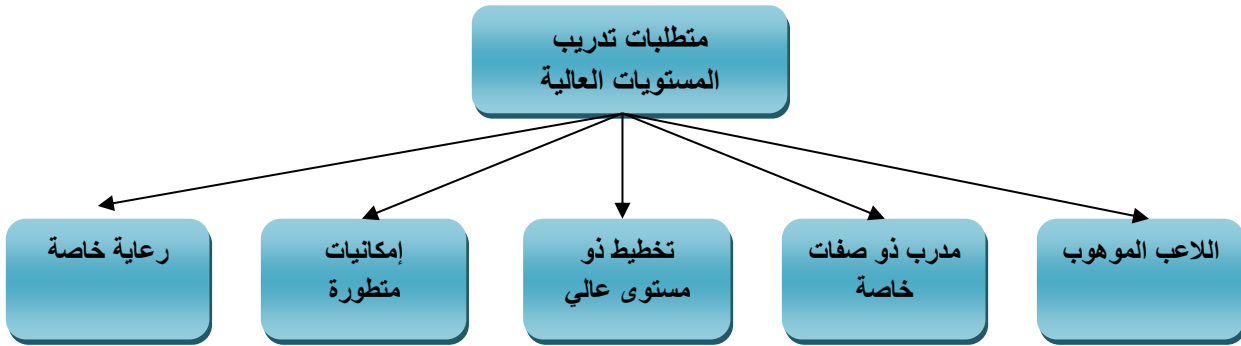 متطلبات تدريب
المستويات العالية
اللاعب الموهوب
مدرب ذو صفات
خاصة
تخطيط ذو
مستوى عالي
إمكانيات
متطورة
رعاية خاصة